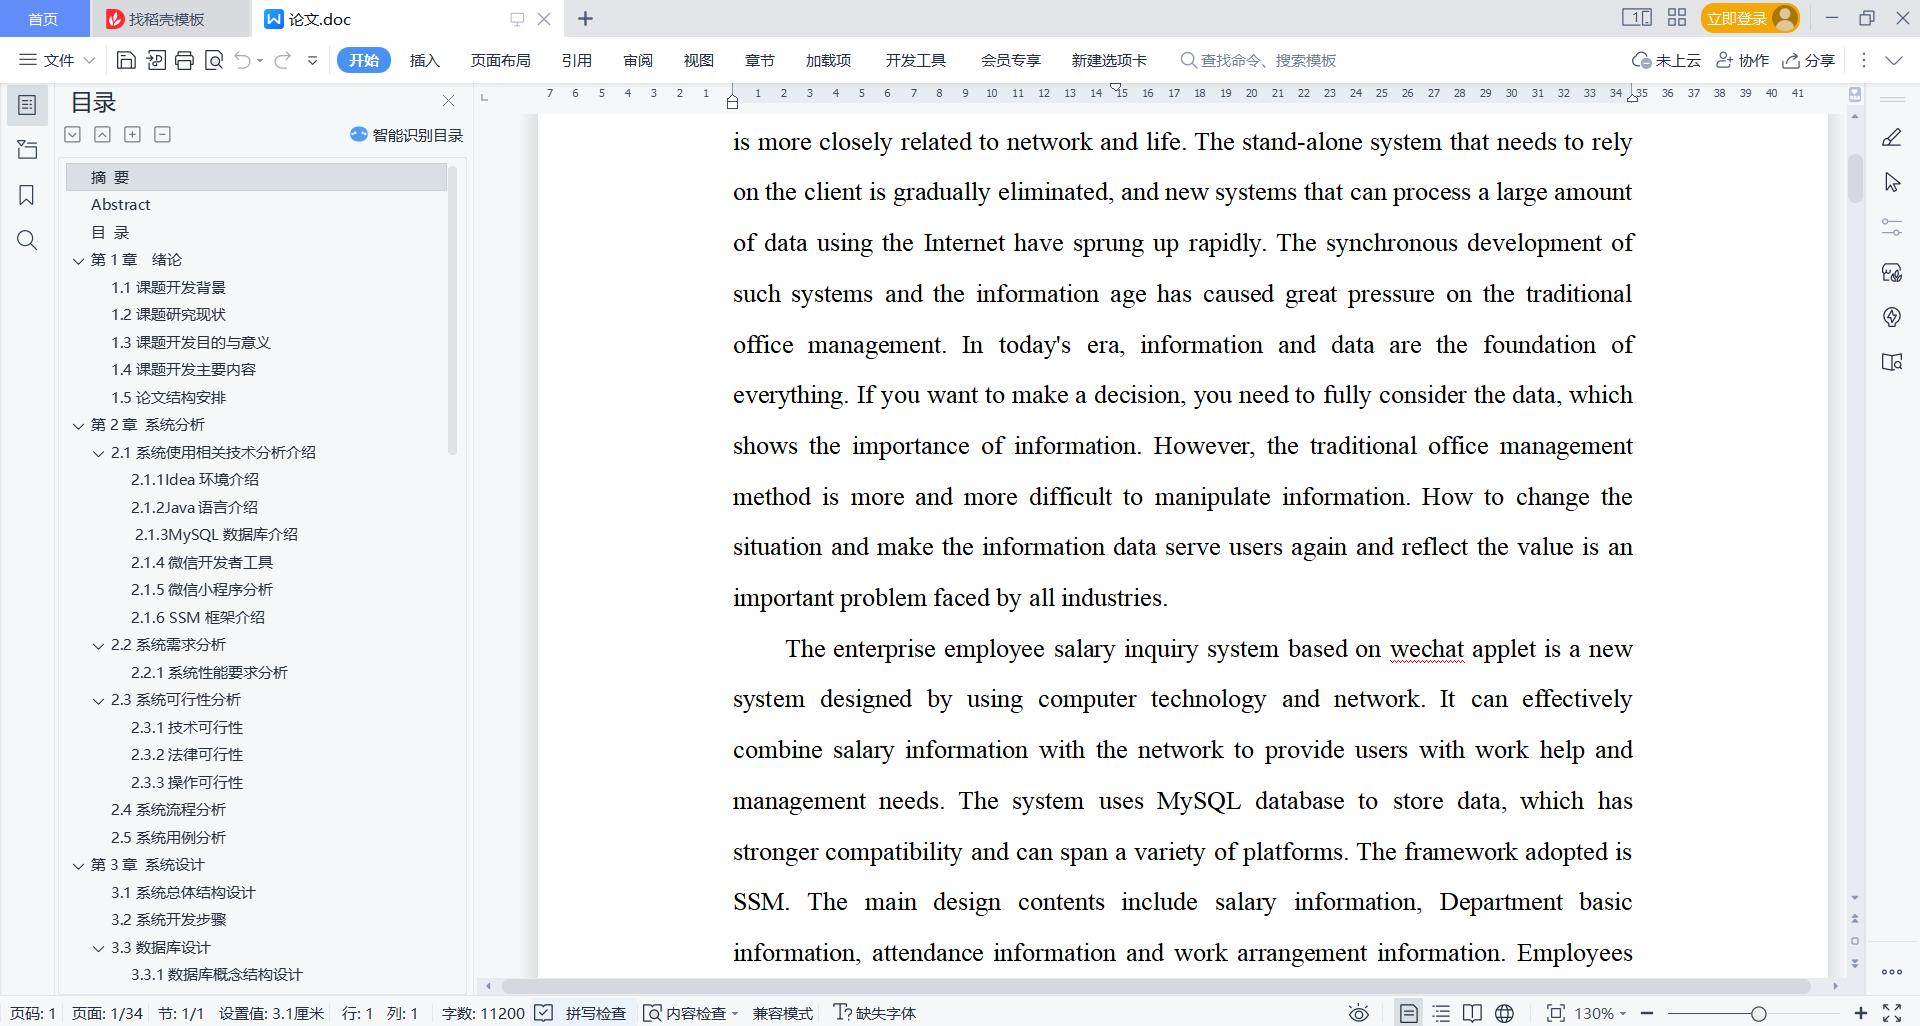 首页
找稻壳模板
论文.doc
1
立即登录
文件
开始
插入
页面布局
引用
审阅
视图
章节
加载项
开发工具
会员专享
新建选项卡
查找命令、搜索模板
未上云
协作
分享
目录
智能识别目录
摘 要
Abstract
目 录
第1章 绪论
1.1 课题开发背景
1.2 课题研究现状
1.3 课题开发目的与意义
1.4 课题开发主要内容
1.5 论文结构安排
第2章 系统分析
2.1 系统使用相关技术分析介绍
2.1.1Idea 环境介绍
2.1.2Java语言介绍
2.1.3MySQL 数据库介绍
2.1.4 微信开发者工具
2.1.5 微信小程序分析
2.1.6 SSM 框架介绍
2.2 系统需求分析
2.2.1 系统性能要求分析
2.3 系统可行性分析
2.3.1 技术可行性
2.3.2 法律可行性
2.3.3 操作可行性
2.4 系统流程分析
2.5 系统用例分析
第3章 系统设计
3.1 系统总体结构设计
3.2 系统开发步骤
3.3 数据库设计
3.3.1 数据库概念结构设计
7 6 5 4 3 2 1 1 2 3 4 5 6 7 8 9 10 11 12 13 14 15 16 17 18 19 20 21 22 23 24 25 26 27 28 29 30 31 32 33 34 35 36 37 38 39 40 41
is more closely related to network and life. The stand-alone system that needs to rely
on the client is gradually eliminated, and new systems that can process a large amount
of data using the Internet have sprung up rapidly. The synchronous development of
such systems and the information age has caused great pressure on the traditional
office management. In today's era, information and data are the foundation of
everything. If you want to make a decision, you need to fully consider the data, which
shows the importance of information. However, the traditional office management
method is more and more difficult to manipulate information. How to change the
situation and make the information data serve users again and reflect the value is an
important problem faced by all industries.
The enterprise employee salary inquiry system based on wechat applet is a new
system designed by using computer technology and network. It can effectively
combine salary information with the network to provide users with work help and
management needs. The system uses MySQL database to store data, which has
stronger compatibility and can span a variety of platforms. The framework adopted is
SSM. The main design contents include salary information, Department basic
information, attendance information and work arrangement information. Employees
页码: 1 页面: 1/34 节: 1/1 设置值: 3.1厘米 行: 1 列: 1 字数: 11200 拼写检查 内容检查 兼容模式 缺失字体 130%